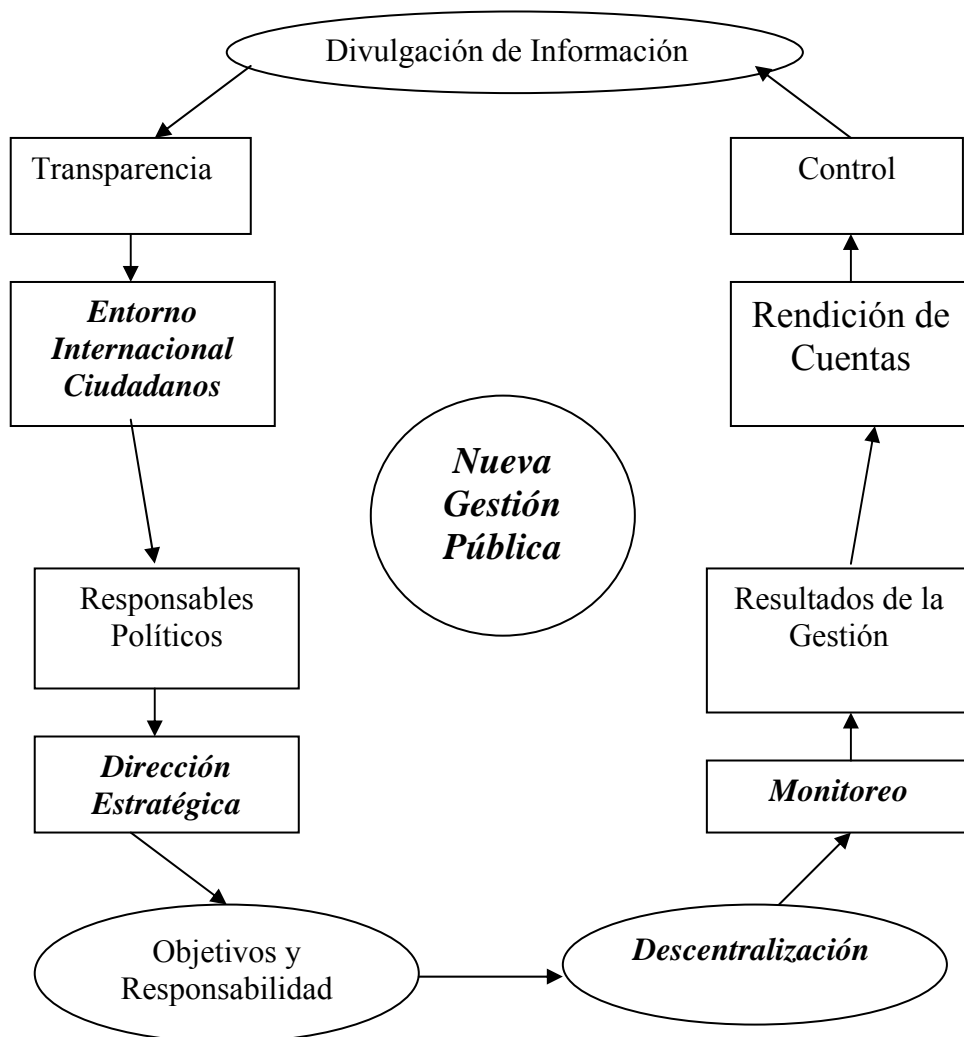 Divulgación de Información
Transparencia
Control
Entorno
Internacional
Ciudadanos
Rendición de
Cuentas
Nueva
Gestión
Pública
Responsables
Políticos
Resultados de la
Gestión
Dirección
Estratégica
Monitoreo
Objetivos y
Responsabilidad
Descentralización